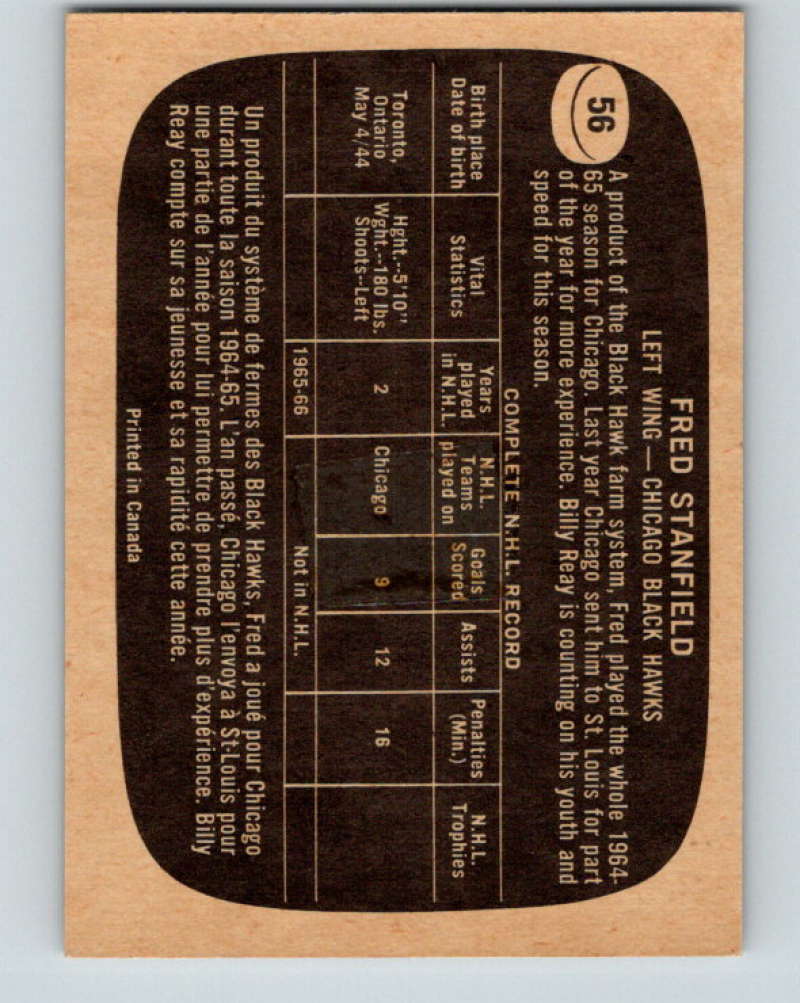 56
FRED STANFIELD
LEFT WING — CHICAGO BLACK HAWKS
A product of the Black Hawk farm system, Fred played the whole 1964-
65 season for Chicago. Last year Chicago sent him to St. Louis for part
of the year for more experience. Billy Reay is counting on his youth and
speed for this season.
COMPLETE N.H.L. RECORD
Birth place Date of birth
Vital Statistics
Years played in N.H.L.
N.H.L. Teams played on
Goals Scored
Assists
Penalties (Min.)
N.H.L. Trophies
Toronto, Ontario, May 4/44
Hght.--5'10" Wght.--180 lbs. Shoots--Left
2
Chicago
9
12
16
1965-66
Not in N.H.L.
Un produit du système de fermes des Black Hawks, Fred a joué pour Chicago
durant toute la saison 1964-65. L'an passé, Chicago l'envoya à St-Louis pour
une partie de l'année pour lui permettre de prendre plus d'expérience. Billy
Reay compte sur sa jeunesse et sa rapidité cette année.
Printed in Canada